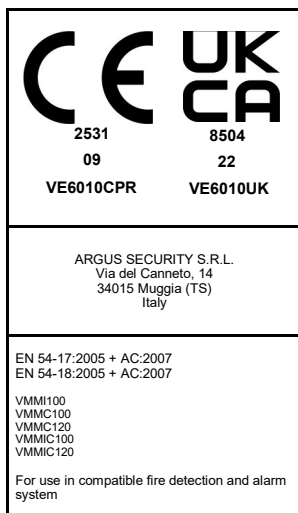 CE UK
CA
2531 8504
09 22
VE6010CPR VE6010UK
ARGUS SECURITY S.R.L.
Via del Canneto, 14
34015 Muggia (TS)
Italy
EN 54-17:2005 + AC:2007
EN 54-18:2005 + AC:2007
VMMI100
VMMC100
VMMC120
VMMIC100
VMMIC120
For use in compatible fire detection and alarm
system